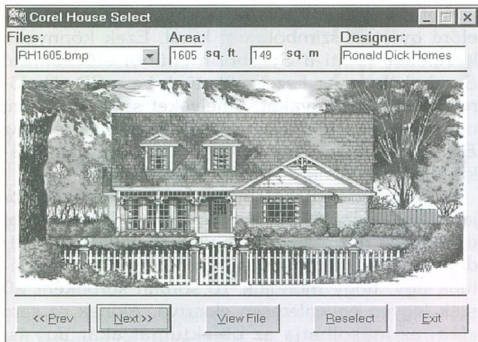 Corel House Select
Files: Area: Designer:
RH1605.bmp 1605 sq. ft. 149 sq. m Ronald Dick Homes
<< Prev Next >> View File Reselect Exit